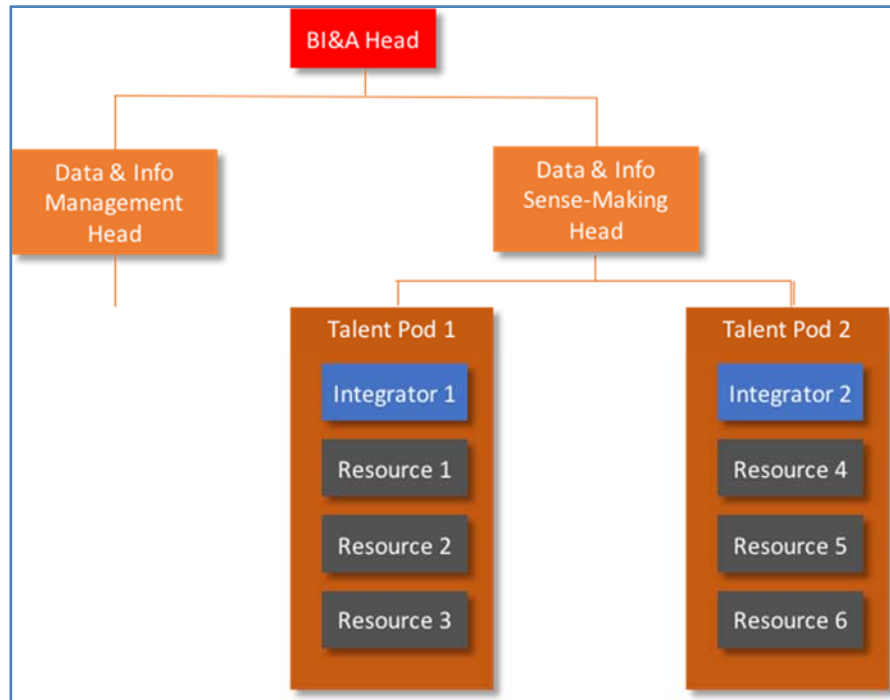 BI&A Head
Data & Info
Management
Head
Data & Info
Sense-Making
Head
Talent Pod 1
Integrator 1
Resource 1
Resource 2
Resource 3
Talent Pod 2
Integrator 2
Resource 4
Resource 5
Resource 6